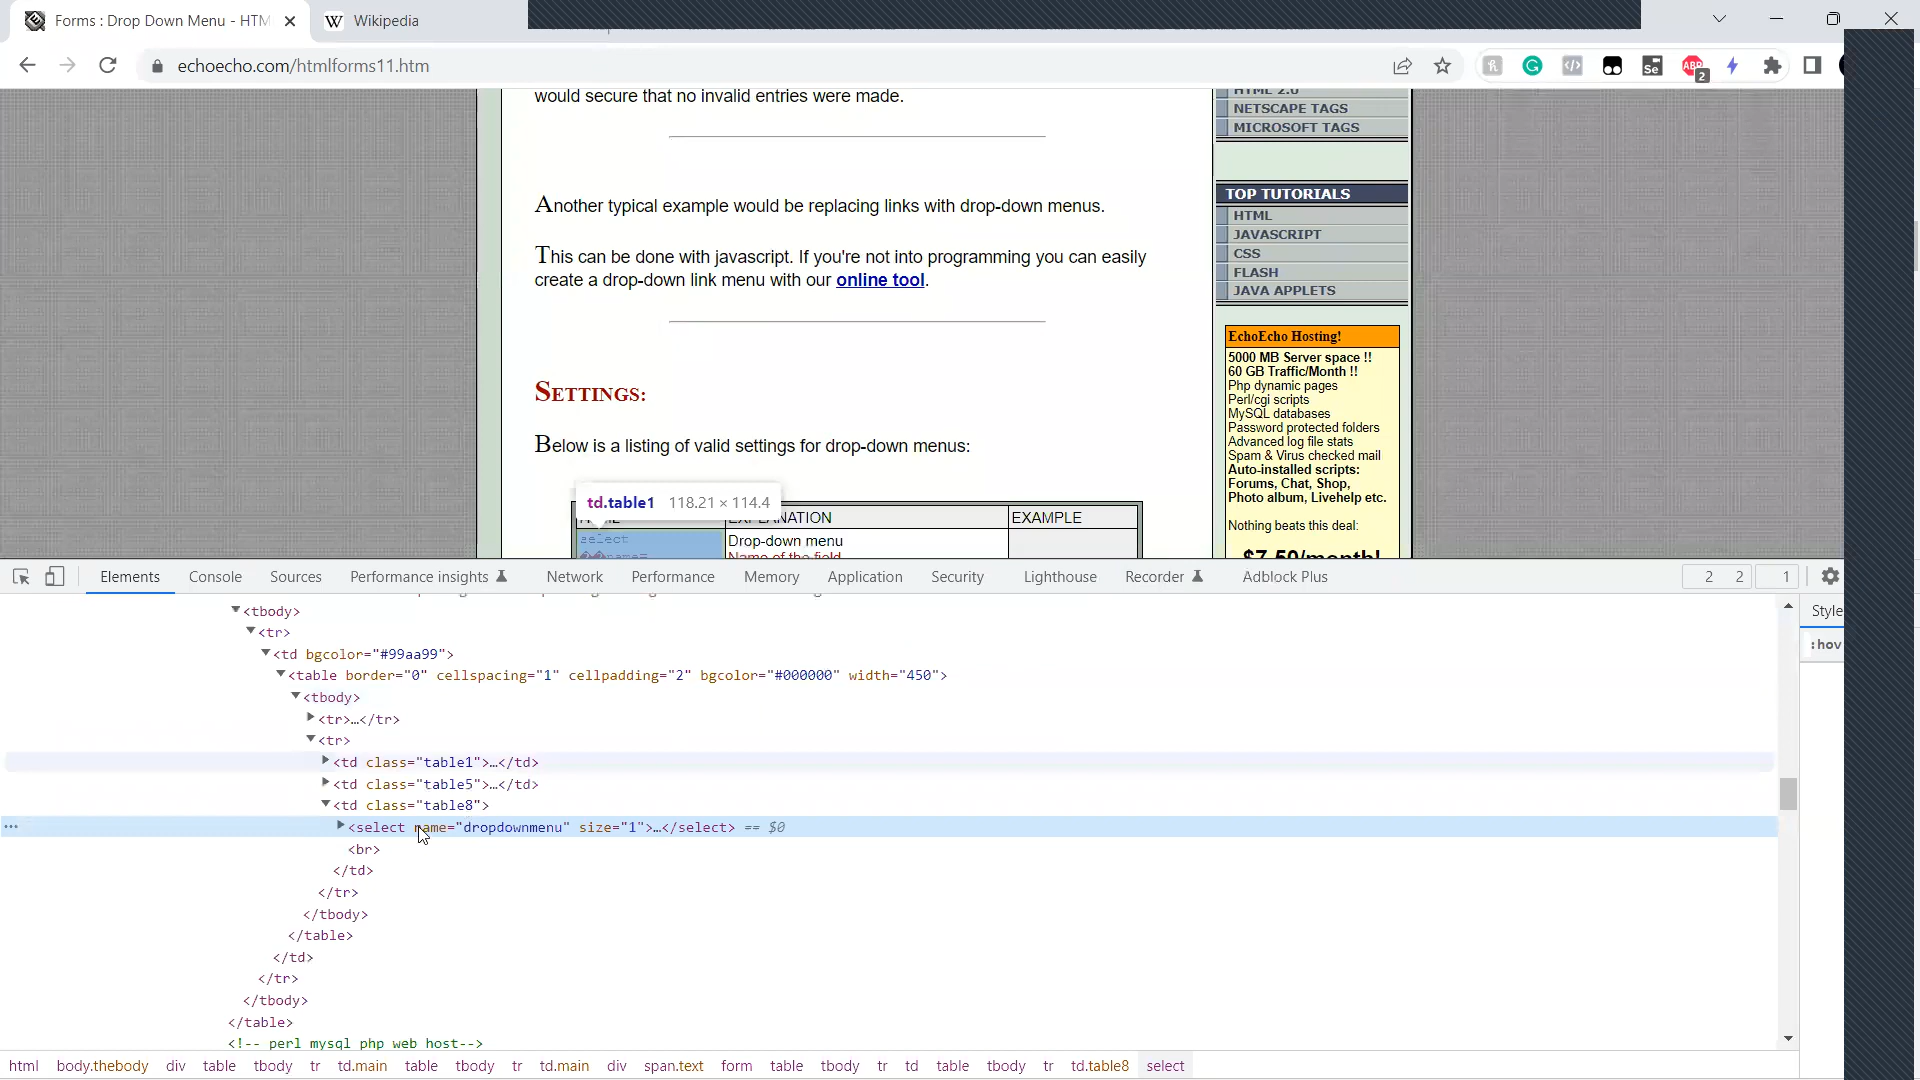 Forms : Drop Down Menu - HTM
Wikipedia
echoecho.com/htmlforms11.htm
2
would secure that no invalid entries were made.
Another typical example would be replacing links with drop-down menus.
This can be done with javascript. If you're not into programming you can easily
create a drop-down link menu with our online tool.
SETTINGS:
Below is a listing of valid settings for drop-down menus:
td.table1 118.21 × 114.4
EXAMPLE
select
Drop-down menu
Name of the field
HTML 2.0
NETSCAPE TAGS
MICROSOFT TAGS
TOP TUTORIALS
HTML
JAVASCRIPT
CSS
FLASH
JAVA APPLETS
EchoEcho Hosting!
5000 MB Server space !!
60 GB Traffic/Month !!
Php dynamic pages
Perl/cgi scripts
MySQL databases
Password protected folders
Advanced log file stats
Spam & Virus checked mail
Auto-installed scripts:
Forums, Chat, Shop,
Photo album, Livehelp etc.
Nothing beats this deal:
$7.50/month!
Elements Console Sources Performance insights Network Performance Memory Application Security Lighthouse Recorder Adblock Plus 2 2 1
Style
:hov
<tbody>
<tr>
<td bgcolor="#99aa99">
<table border="0" cellspacing="1" cellpadding="2" bgcolor="#000000" width="450">
<tbody>
<tr>…</tr>
<tr>
<td class="table1">…</td>
<td class="table5">…</td>
<td class="table8">
<select name="dropdownmenu" size="1">…</select> == $0
<br>
</td>
</tr>
</tbody>
</table>
</td>
</tr>
</tbody>
</table>
<!-- perl mysql php web host-->
html body.thebody div table tbody tr td.main table tbody tr td.main div span.text form table tbody tr td table tbody tr td.table8 select